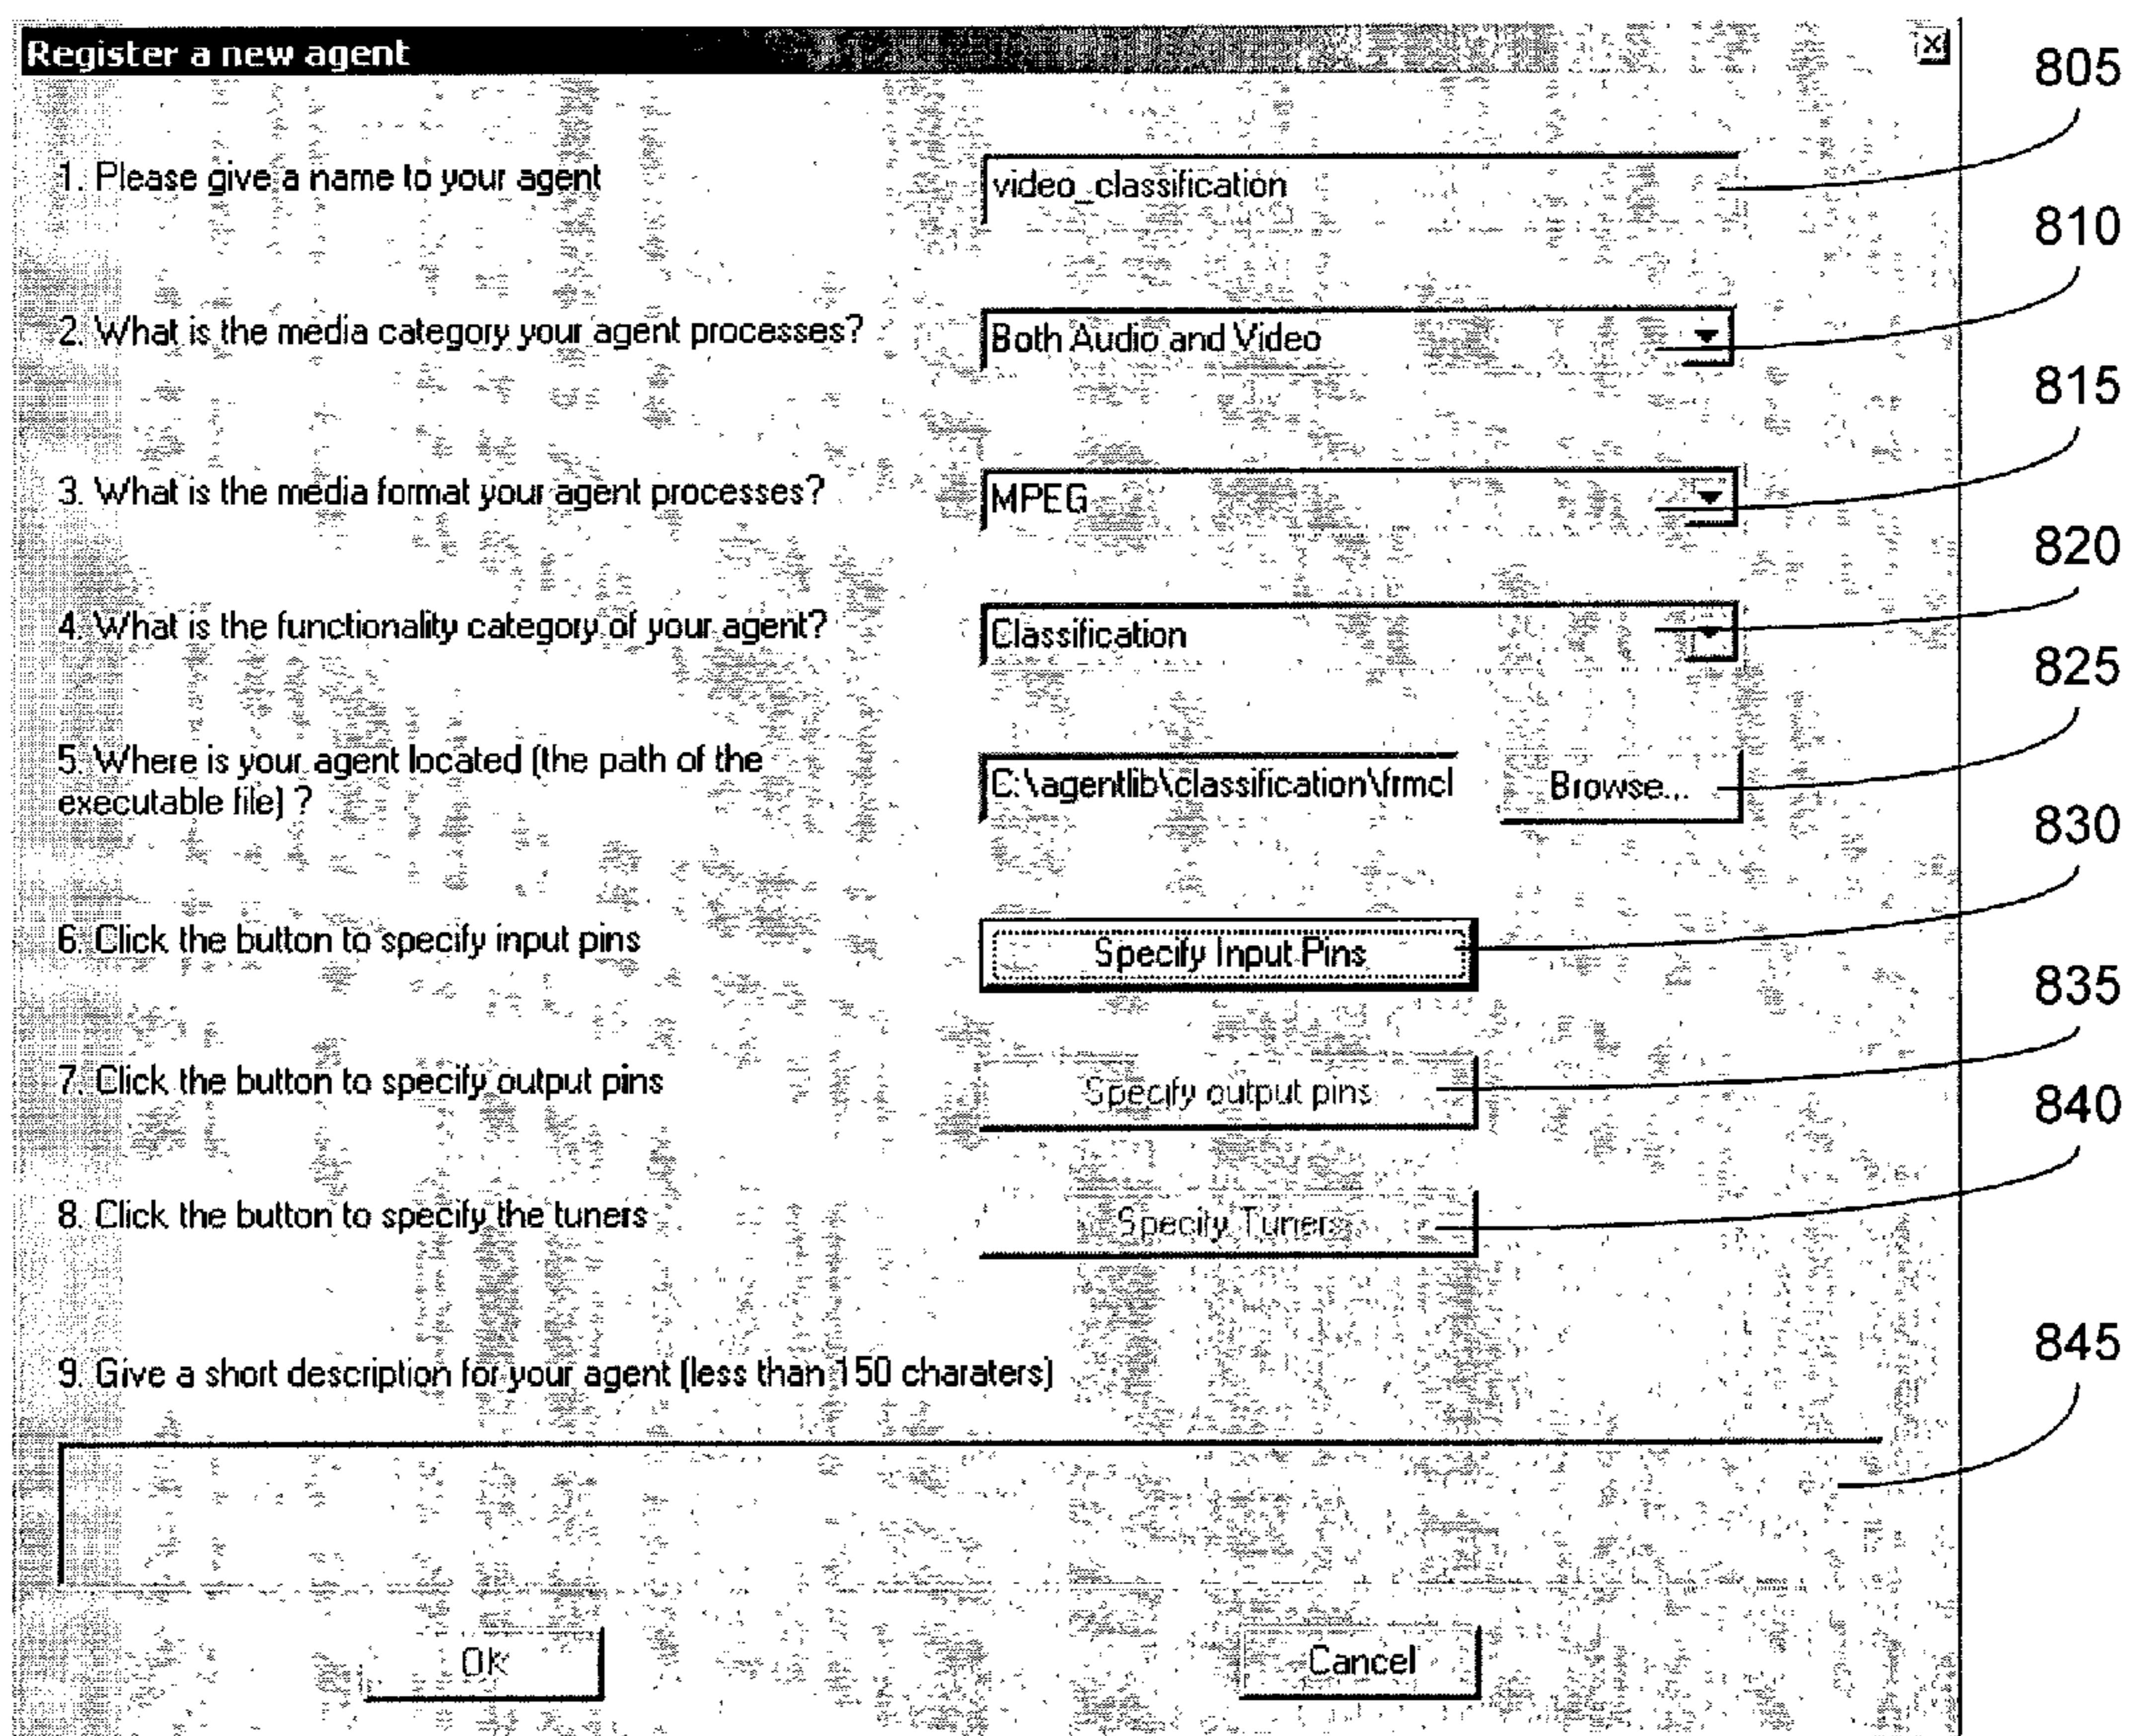 Register a new agent
805
1. Please give a name to your agent
video_classification
810
2. What is the media category your agent processes?
Both Audio and Video
815
3. What is the media format your agent processes?
MPEG
820
4. What is the functionality category of your agent?
Classification
825
5. Where is your agent located (the path of the
executable file) ?
C:\agentlib\classification\frmcl
Browse...
830
6. Click the button to specify input pins
Specify Input Pins
835
7. Click the button to specify output pins
Specify output pins
840
8. Click the button to specify the tuners
Specify Tuners
845
9. Give a short description for your agent (less than 150 charaters)
Ok
Cancel